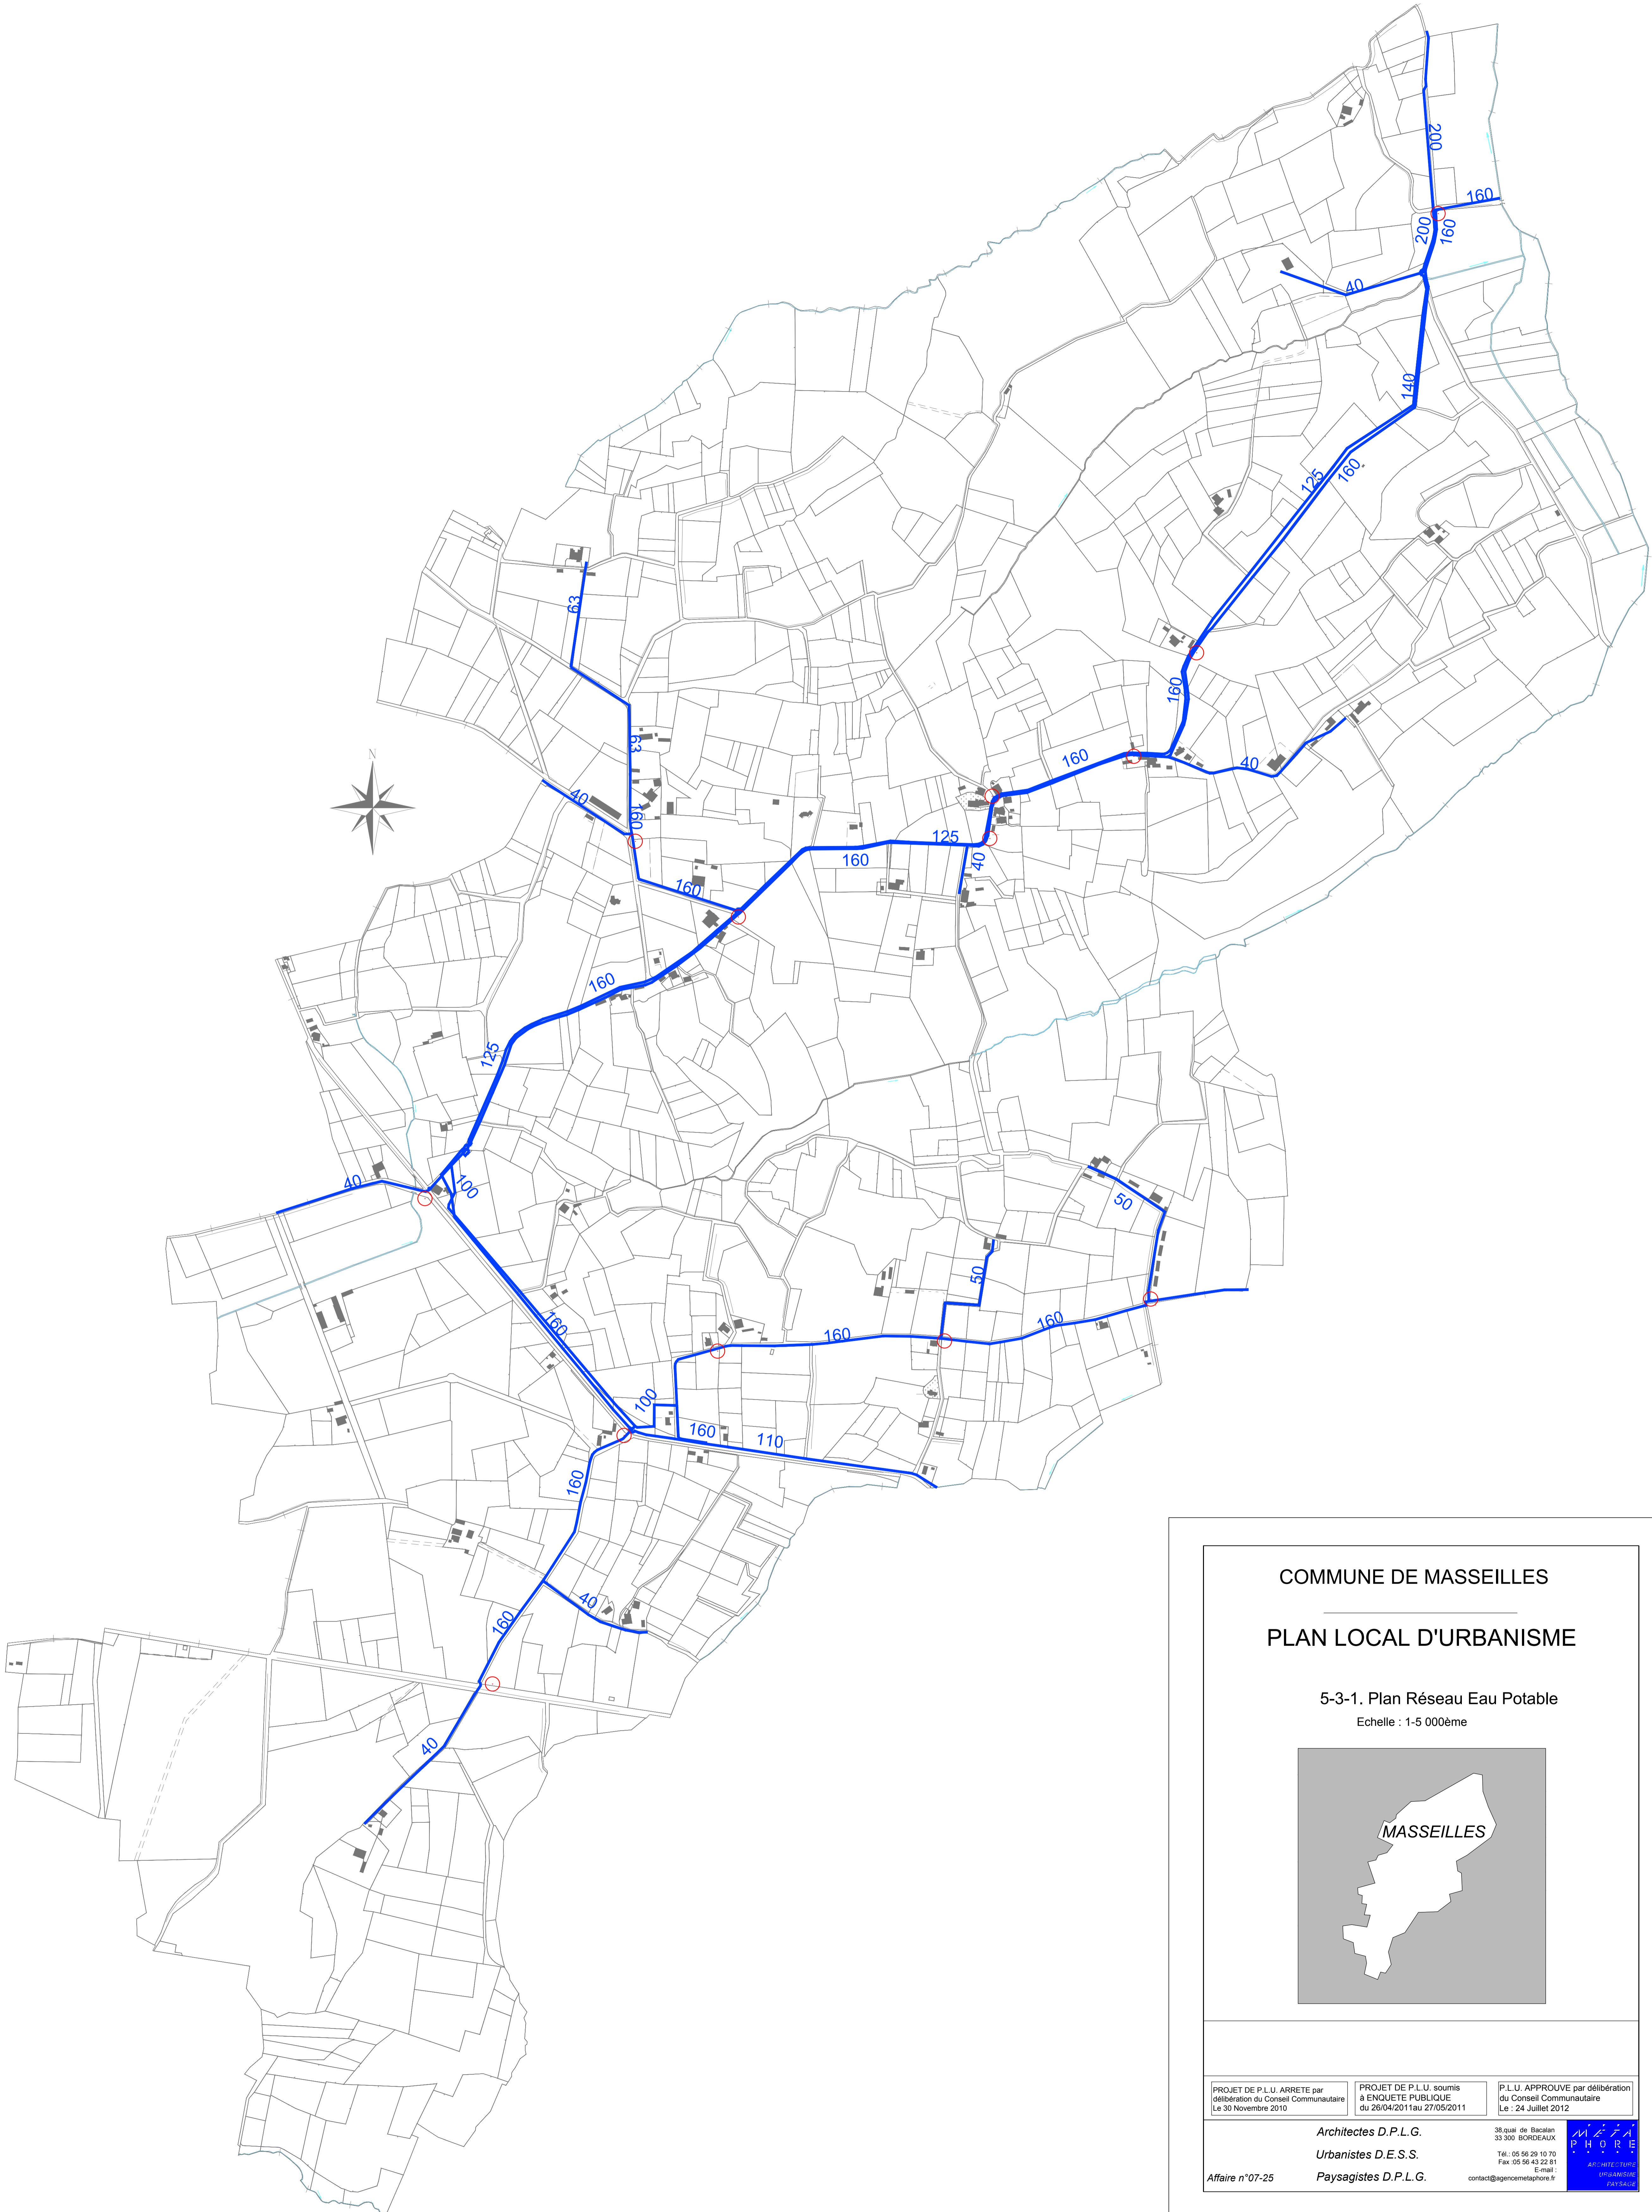 200
160
200
160
40
140
125
160
63
160
63
160
40
40
160
125
160
40
160
160
125
100
40
50
50
160
160
160
100
160
110
160
40
160
40
N
COMMUNE DE MASSEILLES
PLAN LOCAL D'URBANISME
5-3-1. Plan Réseau Eau Potable
Echelle : 1-5 000ème
MASSEILLES
PROJET DE P.L.U. ARRETE par
délibération du Conseil Communautaire
Le 30 Novembre 2010
PROJET DE P.L.U. soumis
à ENQUETE PUBLIQUE
du 26/04/2011au 27/05/2011
P.L.U. APPROUVE par délibération
du Conseil Communautaire
Le : 24 Juillet 2012
Architectes D.P.L.G.
Urbanistes D.E.S.S.
Paysagistes D.P.L.G.
Affaire n°07-25
38,quai de Bacalan
33 300 BORDEAUX
Tél.: 05 56 29 10 70
Fax :05 56 43 22 81
E-mail :
contact@agencemetaphore.fr
META
PHORE
ARCHITECTURE
URBANISME
PAYSAGE